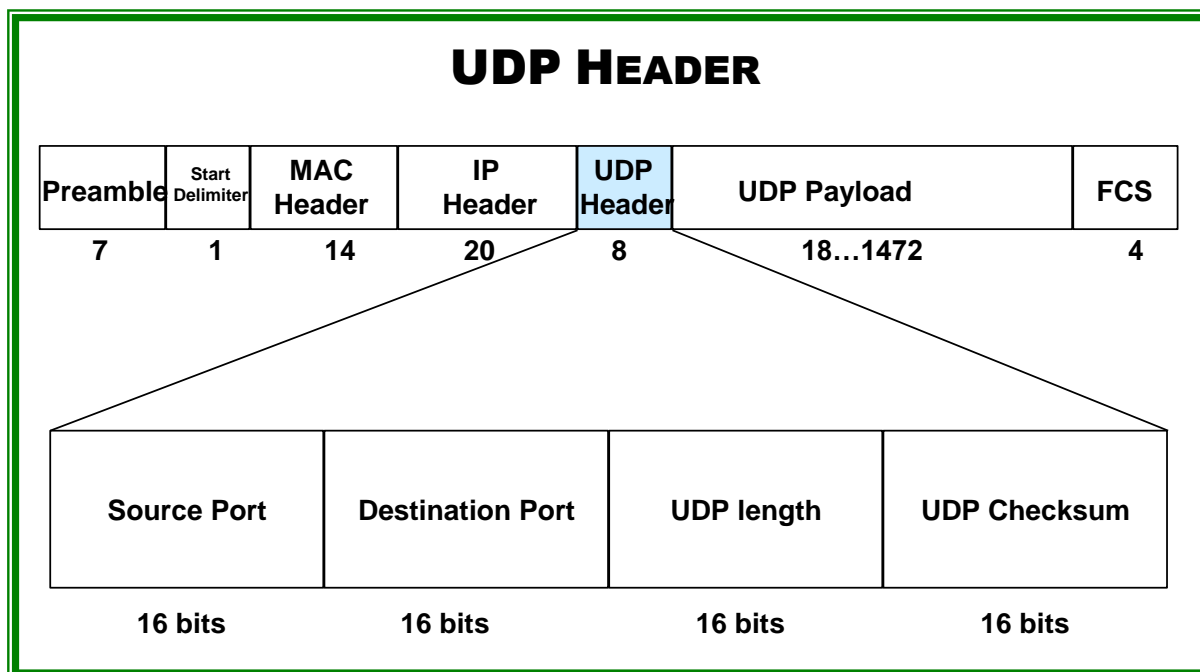 UDP HEADER
Preamble
Start
Delimiter
MAC
Header
IP
Header
UDP
Header
UDP Payload
FCS
7
1
14
20
8
18…1472
4
Source Port
Destination Port
UDP length
UDP Checksum
16 bits
16 bits
16 bits
16 bits